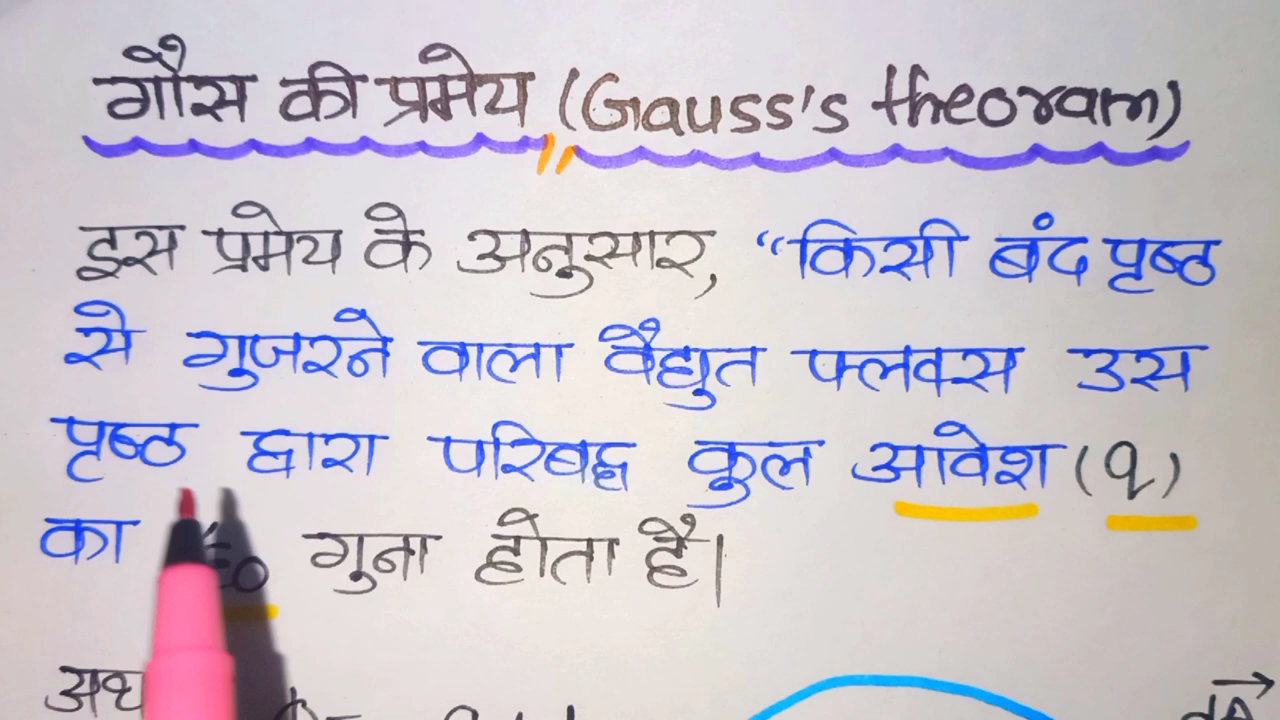 गौस की प्रमेय (Gauss's theoram)
इस प्रमेय के अनुसार, “किसी बंद पृष्ठ
से गुजरने वाला वैद्युत फ्लक्स उस
पृष्ठ द्वारा परिबद्ध कुल आवेश (q)
का गुना होता है।